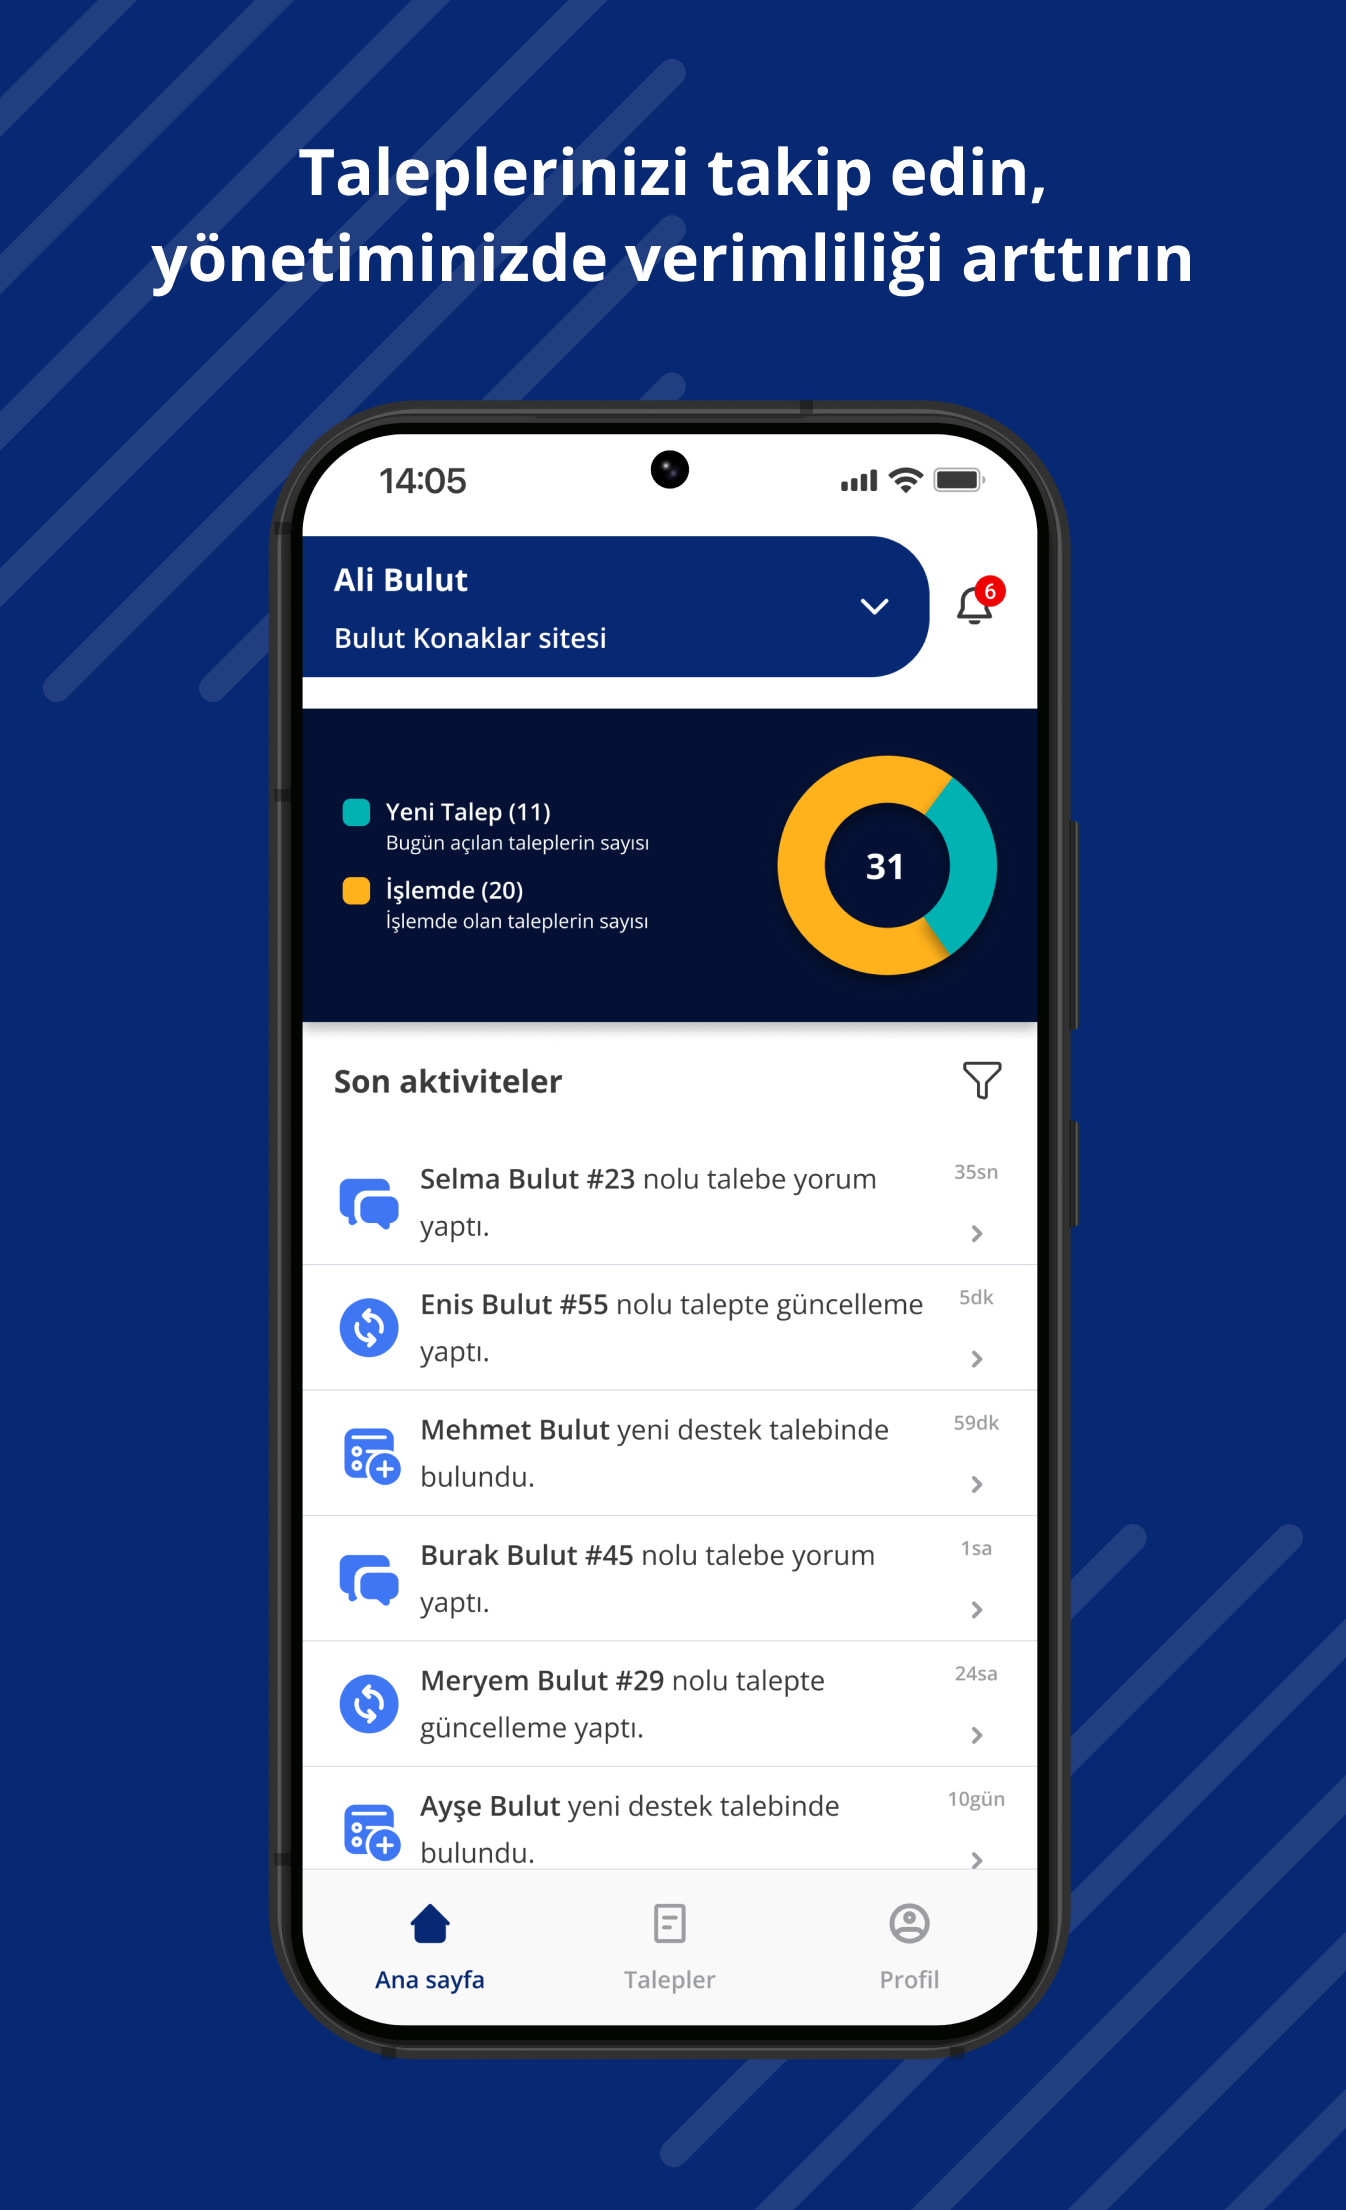 Taleplerinizi takip edin,
yönetiminizde verimliliği arttırın
14:05
Ali Bulut
Bulut Konaklar sitesi
6
Yeni Talep (11)
Bugün açılan taleplerin sayısı
İşlemde (20)
İşlemde olan taleplerin sayısı
31
Son aktiviteler
Selma Bulut #23 nolu talebe yorum
yaptı.
35sn
Enis Bulut #55 nolu talepte güncelleme
yaptı.
5dk
Mehmet Bulut yeni destek talebinde
bulundu.
59dk
Burak Bulut #45 nolu talebe yorum
yaptı.
1sa
Meryem Bulut #29 nolu talepte
güncelleme yaptı.
24sa
Ayşe Bulut yeni destek talebinde
bulundu.
10gün
Ana sayfa
Talepler
Profil